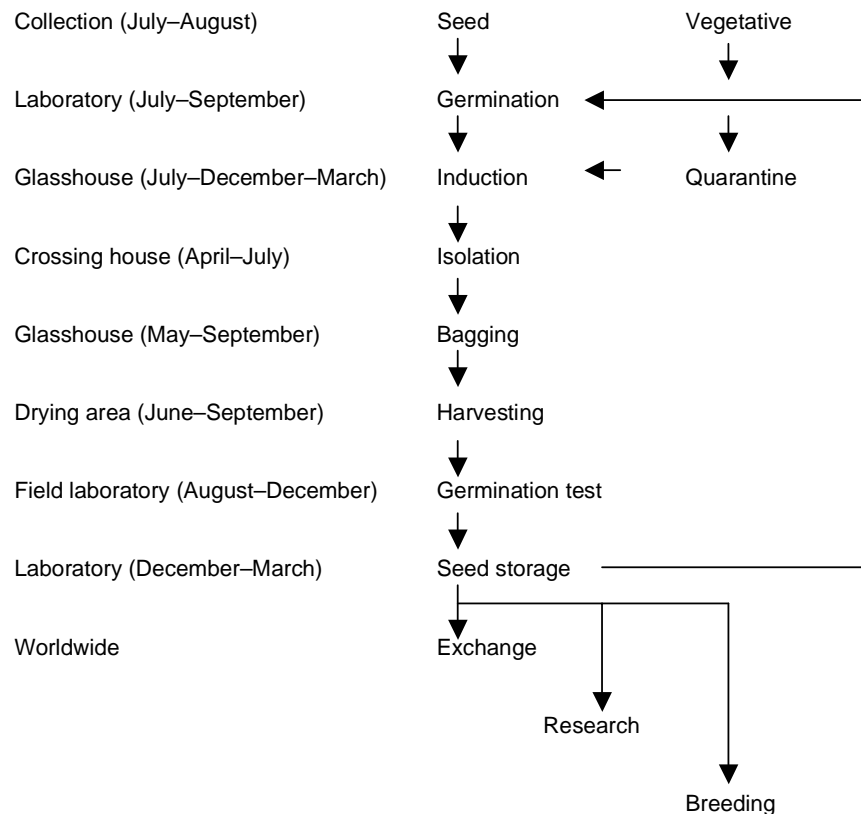 Collection (July–August) Seed Vegetative
Laboratory (July–September) Germination
Glasshouse (July–December–March) Induction Quarantine
Crossing house (April–July) Isolation
Glasshouse (May–September) Bagging
Drying area (June–September) Harvesting
Field laboratory (August–December) Germination test
Laboratory (December–March) Seed storage
Worldwide Exchange
Research
Breeding